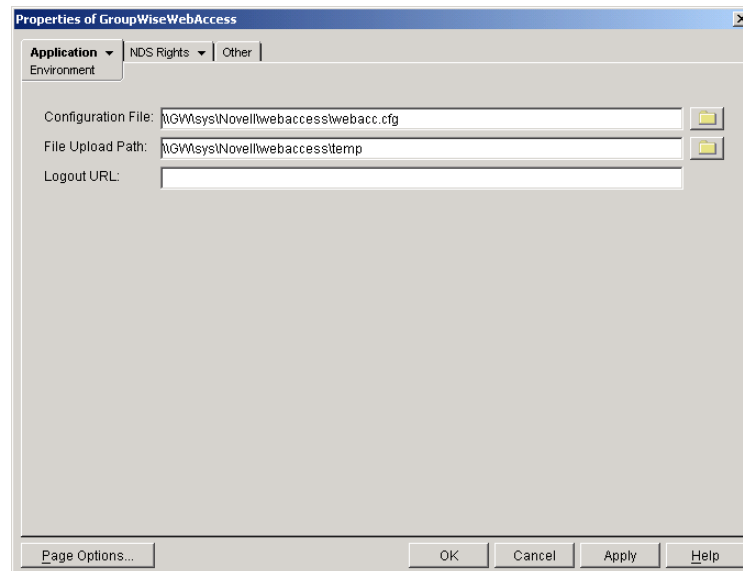 Properties of GroupWiseWebAccess
Application NDS Rights Other
Environment
Configuration File: \\GW\sys\Novell\webaccess\webacc.cfg
File Upload Path: \\GW\sys\Novell\webaccess\temp
Logout URL:
Page Options... OK Cancel Apply Help